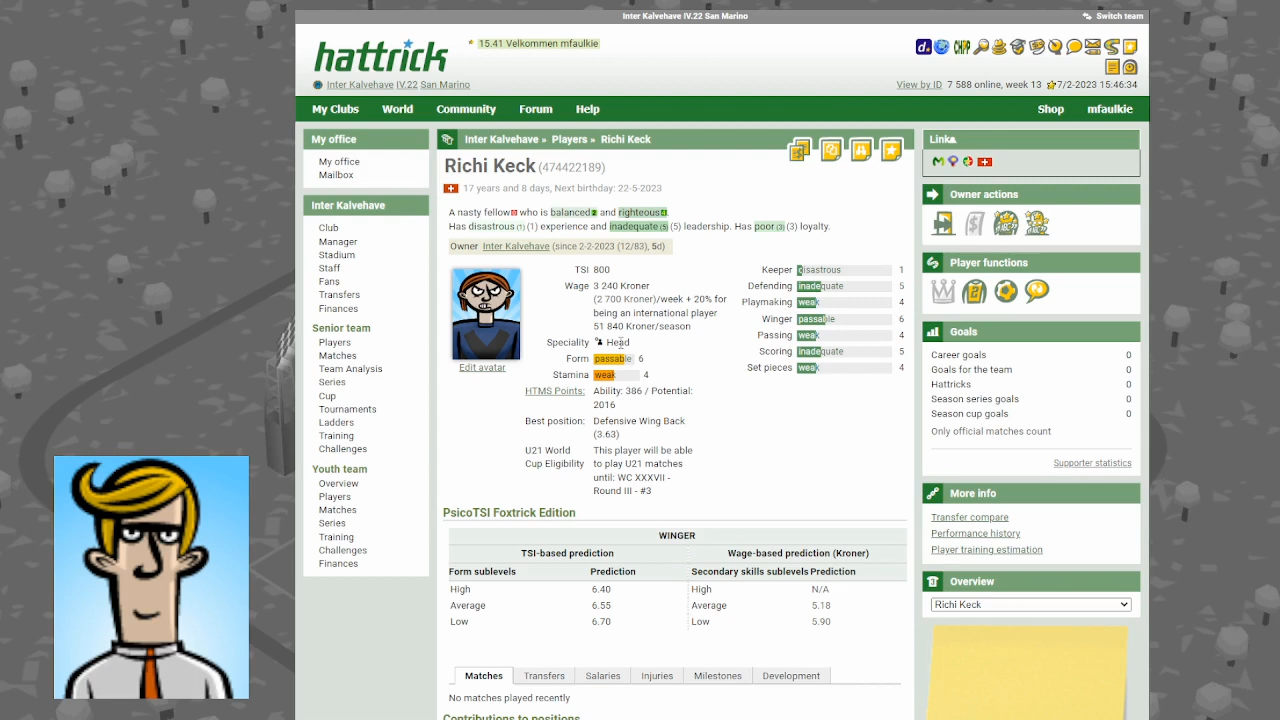 Inter Kalvehave IV.22 San Marino
Switch team
hattrick
15.41 Velkommen mfaulkie
Inter Kalvehave IV.22 San Marino
View by ID 7 588 online, week 13 7/2-2023 15:46:34
My Clubs World Community Forum Help Shop mfaulkie
My office
My office
Mailbox
Inter Kalvehave
Club
Manager
Stadium
Staff
Fans
Transfers
Finances
Senior team
Players
Matches
Team Analysis
Series
Cup
Tournaments
Ladders
Training
Challenges
Youth team
Overview
Players
Matches
Series
Training
Challenges
Finances
Inter Kalvehave » Players » Richi Keck
Richi Keck (474422189)
17 years and 8 days, Next birthday: 22-5-2023
A nasty fellow who is balanced and righteous.
Has disastrous (1) (1) experience and inadequate (5) (5) leadership. Has poor (3) (3) loyalty.
Owner Inter Kalvehave (since 2-2-2023 (12/83), 5d)
Edit avatar
TSI 800
Wage 3 240 Kroner
(2 700 Kroner)/week + 20% for
being an international player
51 840 Kroner/season
Speciality Head
Form passable 6
Stamina weak 4
HTMS Points: Ability: 386 / Potential:
2016
Best position: Defensive Wing Back
(3.63)
U21 World This player will be able
Cup Eligibility to play U21 matches
until: WC XXXVII -
Round III - #3
Keeper disastrous 1
Defending inadequate 5
Playmaking weak 4
Winger passable 6
Passing weak 4
Scoring inadequate 5
Set pieces weak 4
PsicoTSI Foxtrick Edition
WINGER
TSI-based prediction Wage-based prediction (Kroner)
Form sublevels Prediction Secondary skills sublevels Prediction
High 6.40 High N/A
Average 6.55 Average 5.18
Low 6.70 Low 5.90
Matches Transfers Salaries Injuries Milestones Development
No matches played recently
Contributions to positions
Links
Owner actions
Player functions
Goals
Career goals 0
Goals for the team 0
Hattricks 0
Season series goals 0
Season cup goals 0
Only official matches count
Supporter statistics
More info
Transfer compare
Performance history
Player training estimation
Overview
Richi Keck